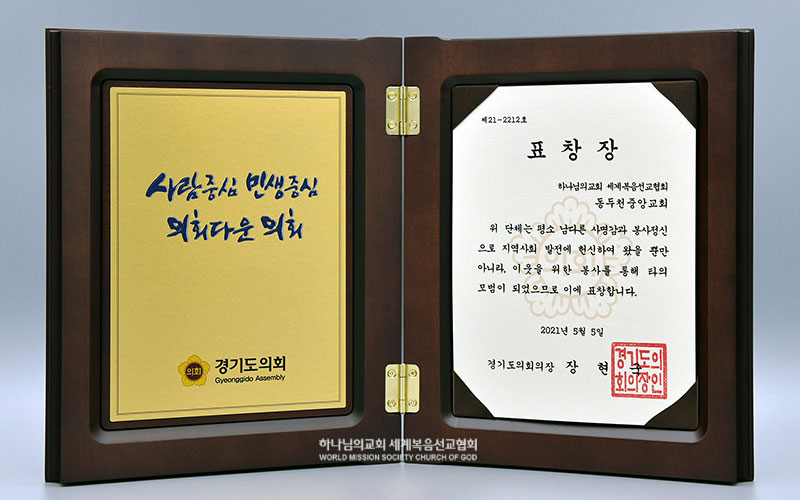 사람중심 민생중심
의회다운 의회
의회
경기도의회
Gyeonggido Assembly
제21-2212호
표 창 장
하나님의교회 세계복음선교협회
동두천중앙교회
위 단체는 평소 남다른 사명감과 봉사정신
으로 지역사회 발전에 헌신하여 왔을 뿐만
아니라, 이웃을 위한 봉사를 통해 타의
모범이 되었으므로 이에 표창합니다.
2021년 5월 5일
경기도의회의장 장 현 국
경기도의
회의장인
하나님의교회 세계복음선교협회
WORLD MISSION SOCIETY CHURCH OF GOD